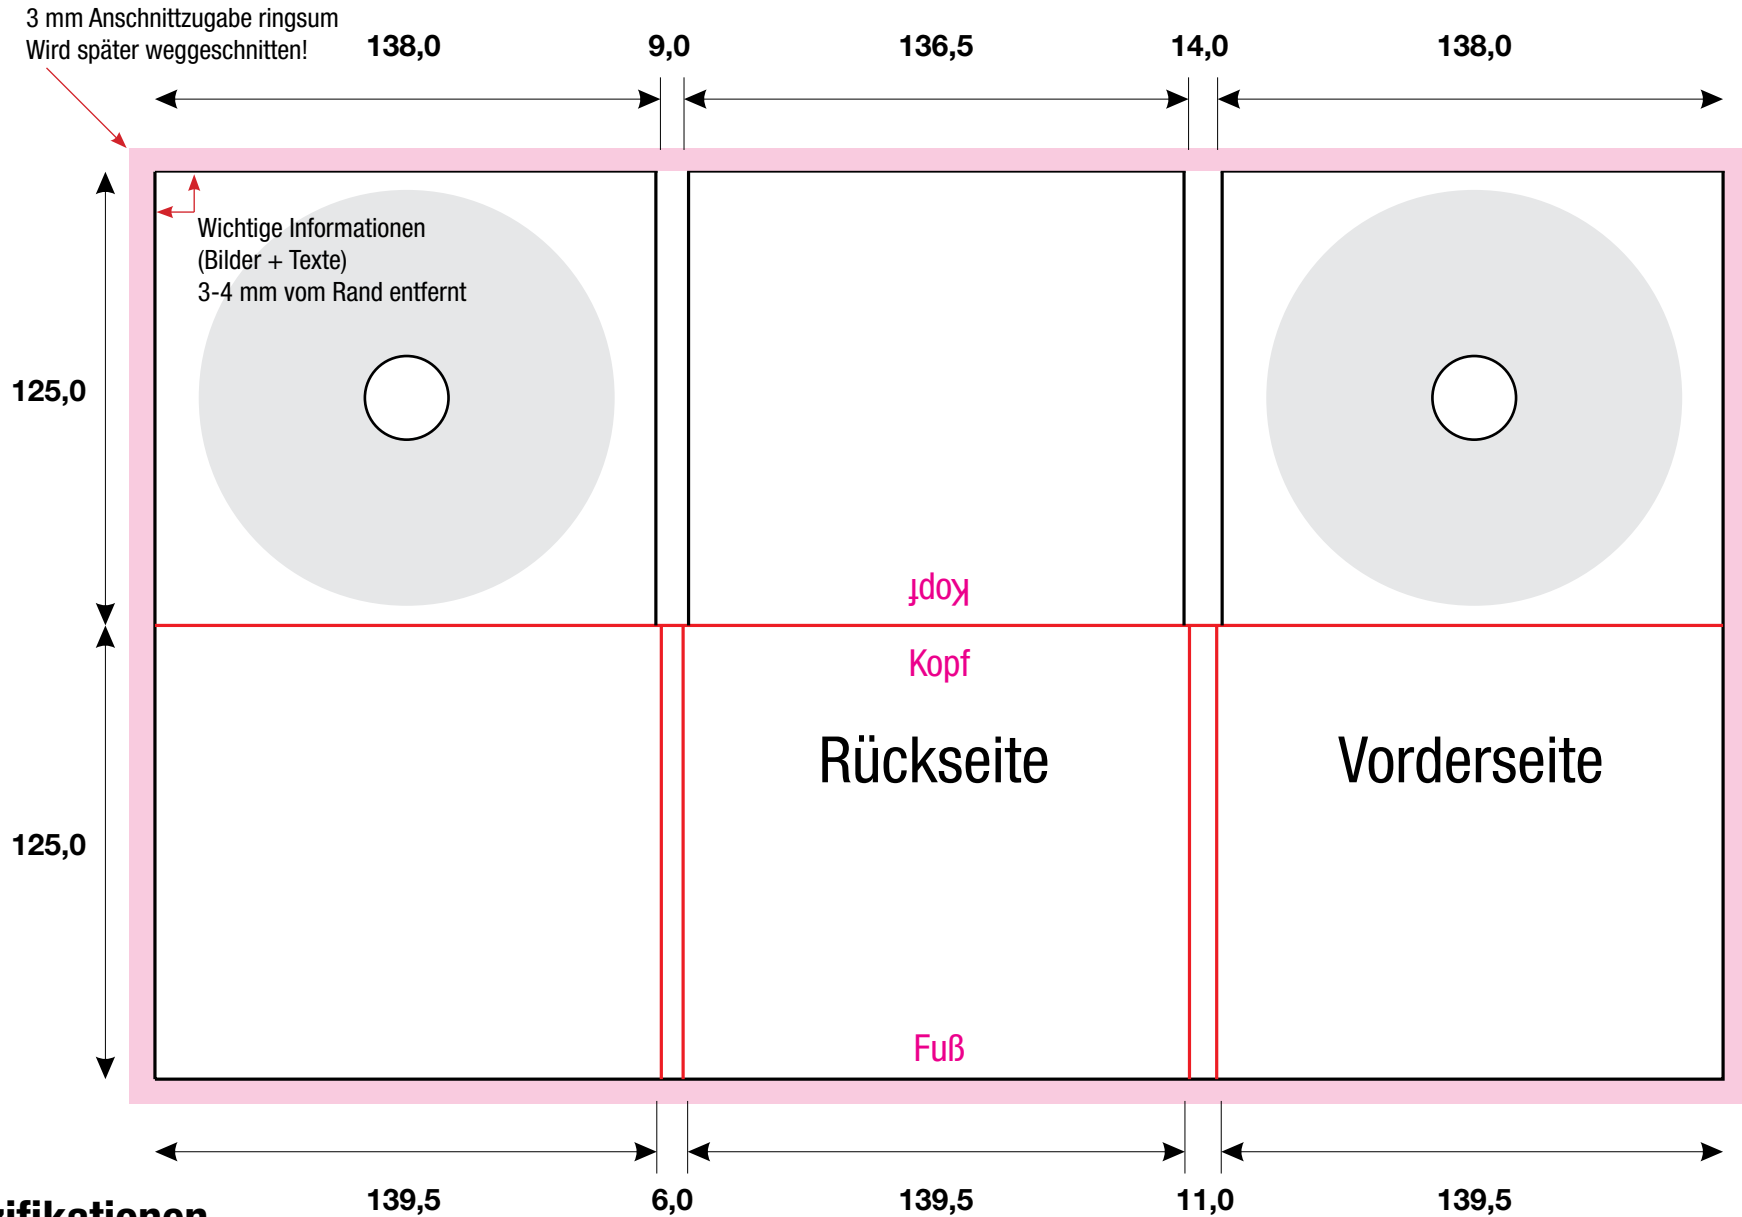 3 mm Anschnittzugabe ringsum
Wird später weggeschnitten!
138,0
9,0
136,5
14,0
138,0
Wichtige Informationen
(Bilder + Texte)
3-4 mm vom Rand entfernt
125,0
Kopf
Kopf
Rückseite
Vorderseite
125,0
Fuß
139,5
6,0
139,5
11,0
139,5